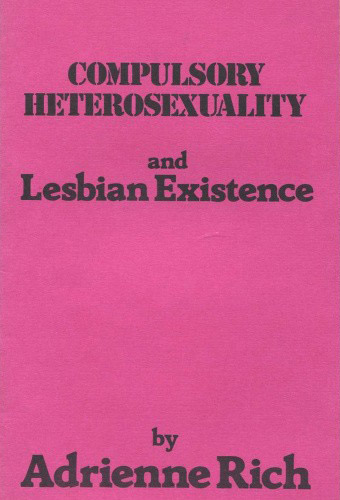 COMPULSORY
HETEROSEXUALITY
and
Lesbian Existence
by
Adrienne Rich